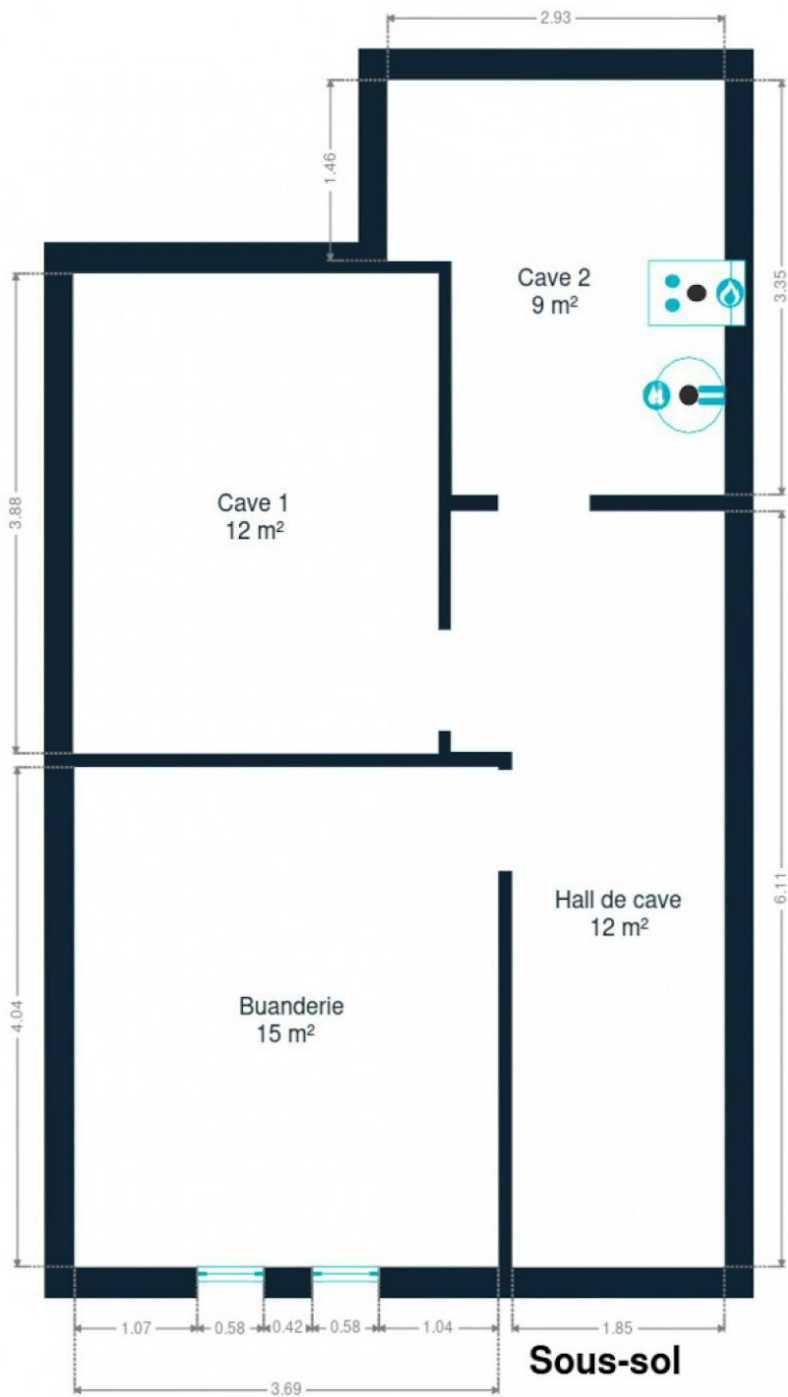 2.93
1.46
3.35
Cave 2
9 m²
3.88
Cave 1
12 m²
6.11
Hall de cave
12 m²
4.04
Buanderie
15 m²
1.07
0.58
0.42
0.58
1.04
1.85
Sous-sol
3.69